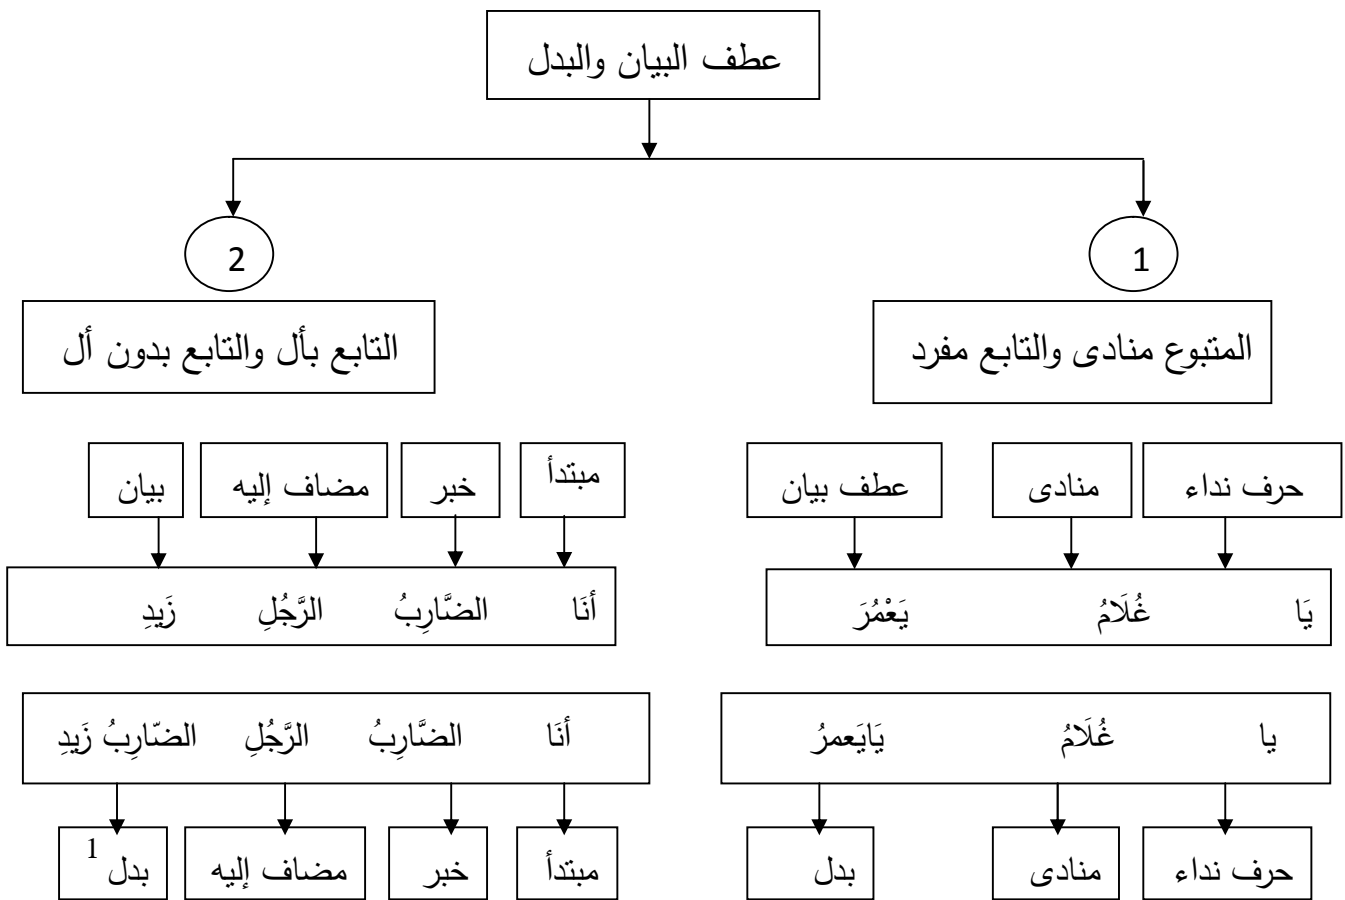 عطف البيان والبدل
1
2
المتبوع منادى والتابع مفرد
التابع بأل والتابع بدون أل
حرف نداء
منادى
عطف بيان
يَا غُلَامُ يَعْمُرَ
يا غُلَامُ يَايَعمرُ
حرف نداء
منادى
بدل
مبتدأ
خبر
مضاف إليه
بيان
أنَا الضَّارِبُ الرَّجُلِ زَيدِ
أنَا الضَّارِبُ الرَّجُلِ الضّارِبُ زَيدِ
مبتدأ
خبر
مضاف إليه
بدل 1